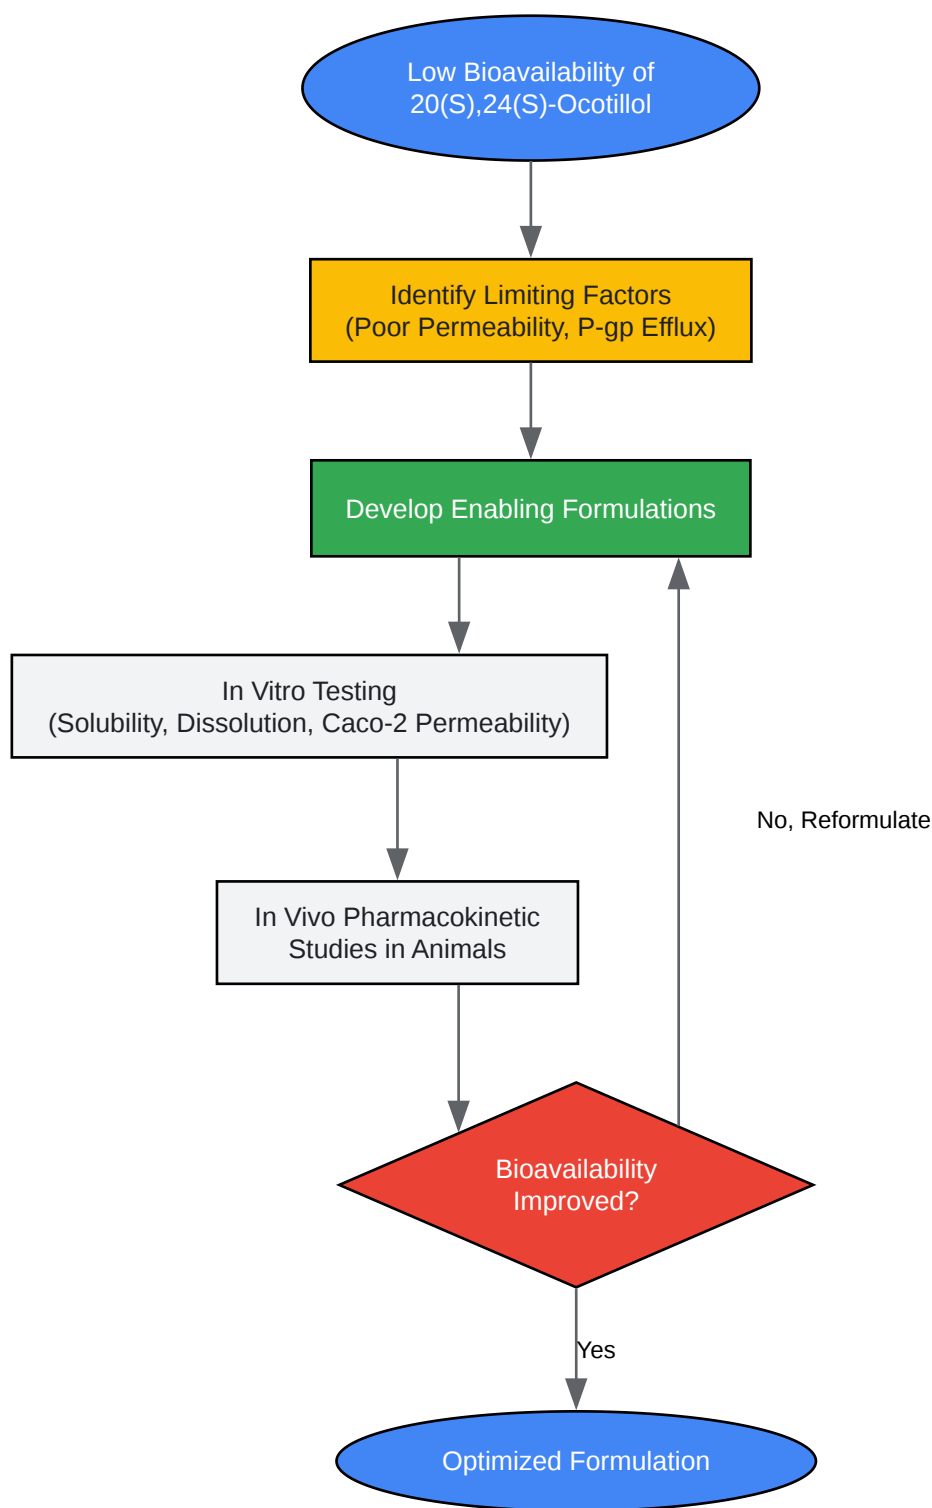 Low Bioavailability of
20(S),24(S)-Ocotillol
Identify Limiting Factors
(Poor Permeability, P-gp Efflux)
Develop Enabling Formulations
In Vitro Testing
(Solubility, Dissolution, Caco-2 Permeability)
No, Reformulate
In Vivo Pharmacokinetic
Studies in Animals
Bioavailability
Improved?
Yes
Optimized Formulation